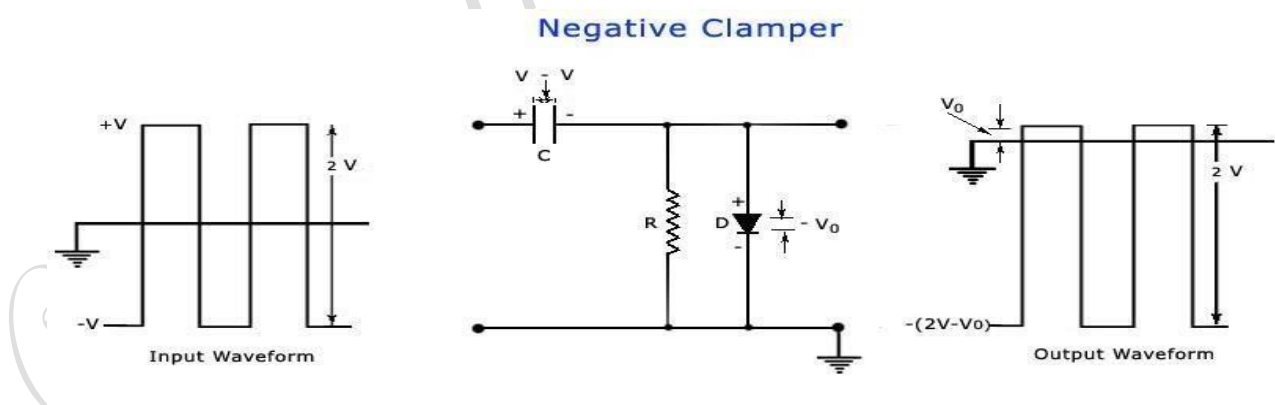 Negative Clamper
V - V
+ -
C
+V
2 V
-V
Input Waveform
R
+
D
-
- V₀
V₀
2 V
-(2V-V₀)
Output Waveform